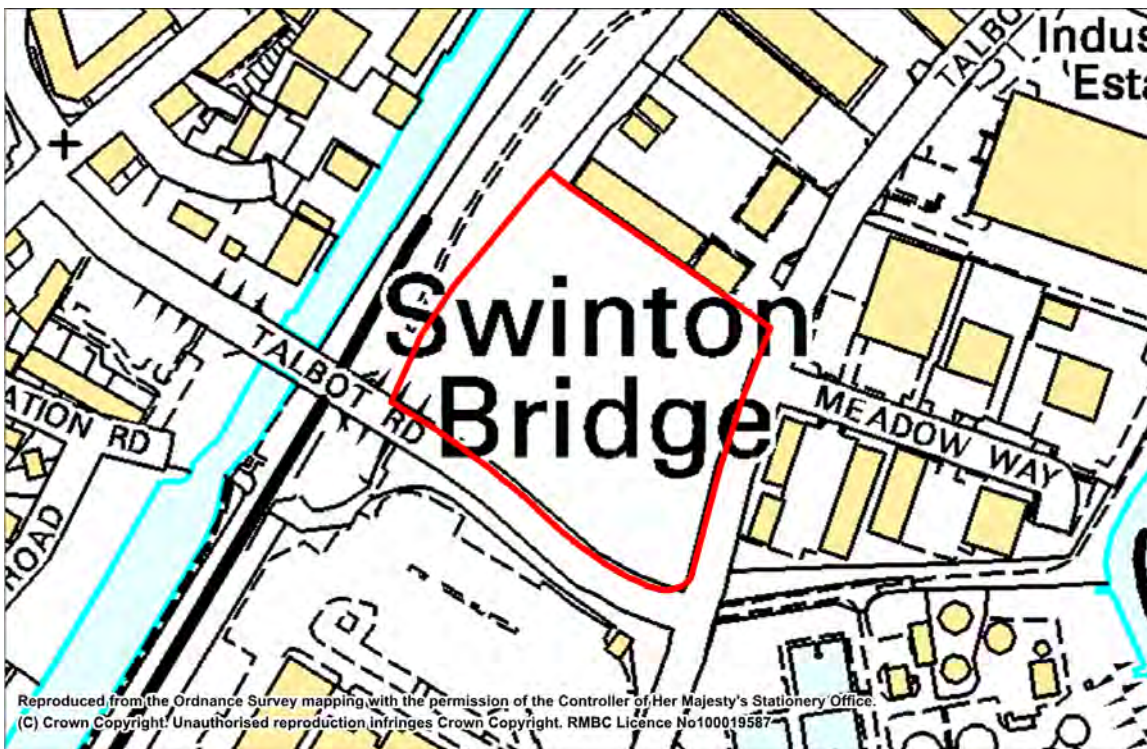 Indus
'Esta
TALBO
Swinton
Bridge
TALBOT RD
MEADOW WAY
ATION RD
ROAD
Reproduced from the Ordnance Survey mapping with the permission of the Controller of Her Majesty's Stationery Office.
(C) Crown Copyright. Unauthorised reproduction infringes Crown Copyright. RMBC Licence No100019587